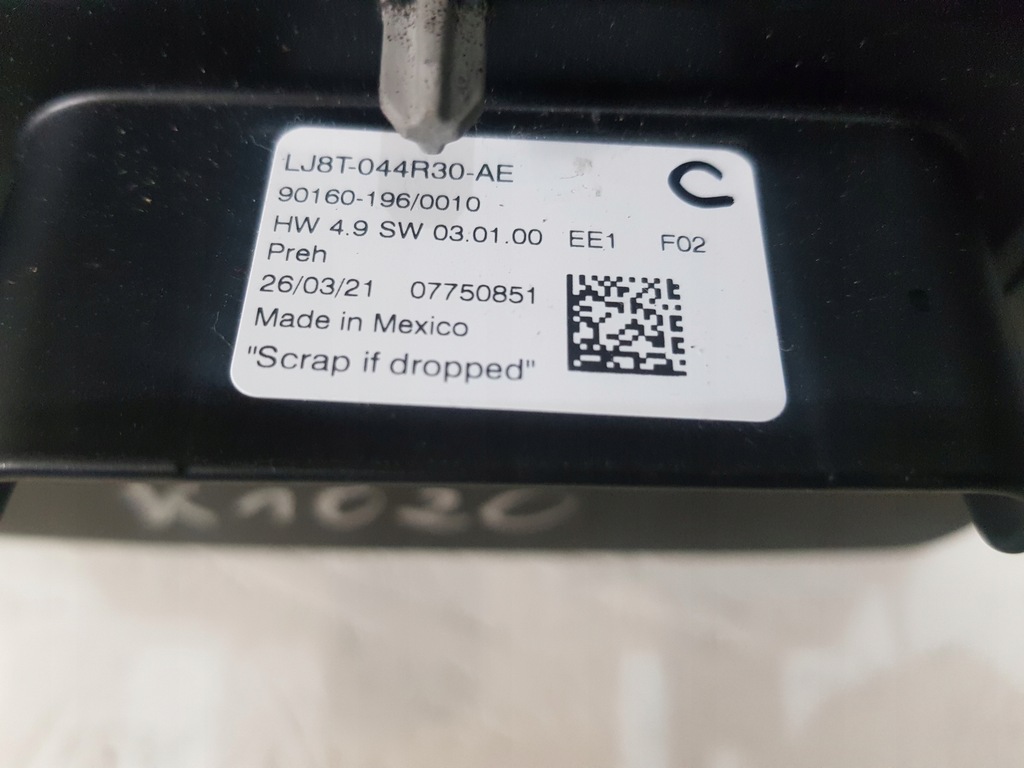 LJ8T-044R30-AE
C
90160-196/0010
HW 4.9 SW 03.01.00 EE1 F02
Preh
26/03/21 07750851
Made in Mexico
"Scrap if dropped"
K1020